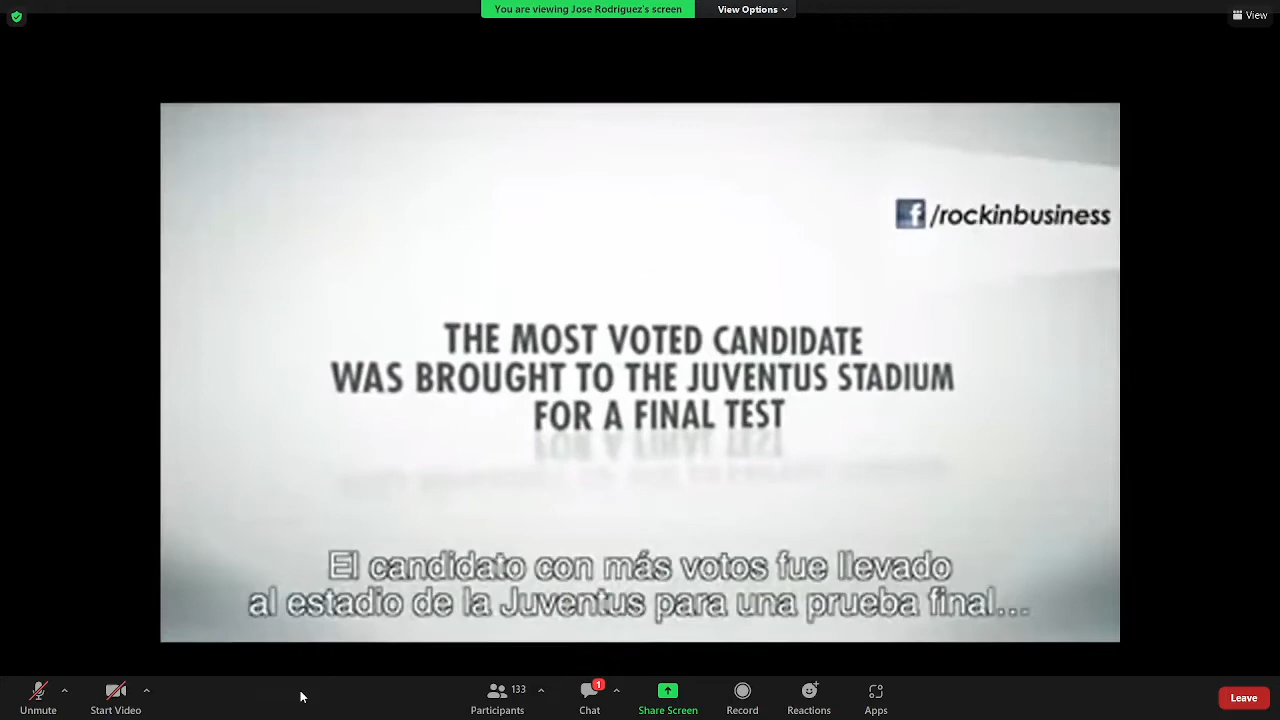 You are viewing Jose Rodriguez's screen
View Options
View
f/rockinbusiness
THE MOST VOTED CANDIDATE
WAS BROUGHT TO THE JUVENTUS STADIUM
FOR A FINAL TEST
El candidato con más votos fue llevado
al estadio de la Juventus para una prueba final...
Unmute
Start Video
133
Participants
1
Chat
Share Screen
Record
Reactions
Apps
Leave